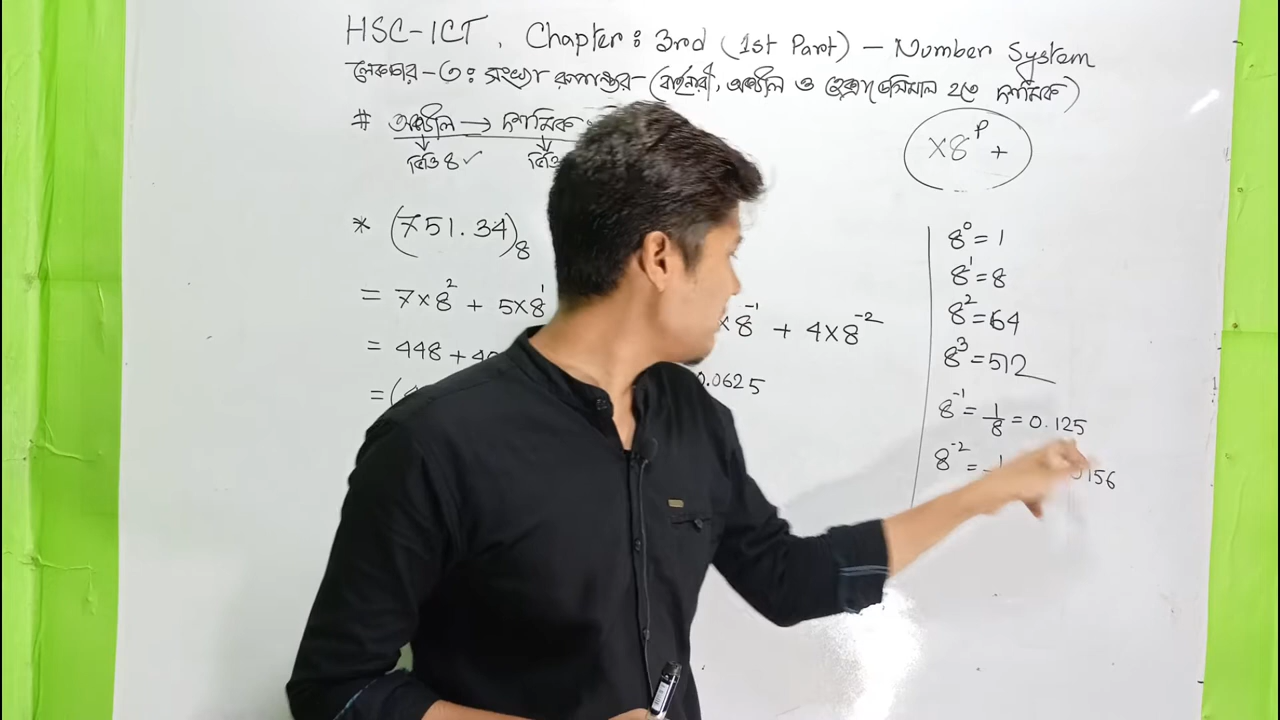 HSC-ICT, Chapter: 3rd (1st Part) – Number System
লেকচার-৩: সংখ্যা রূপান্তর-(বাইনারী, অক্টাল ও হেক্সাডেসিমাল হতে দশমিক)
# অক্টাল → দশমিক
ভিত্তি 8 ✓ ভিত্তি
×8^p +
* (751.34)₈
= 7×8² + 5×8¹ ×8⁻¹ + 4×8⁻²
= 448 + 0.0625
= (
8⁰ = 1
8¹ = 8
8² = 64
8³ = 512
8⁻¹ = 1/8 = 0.125
8⁻² = 156